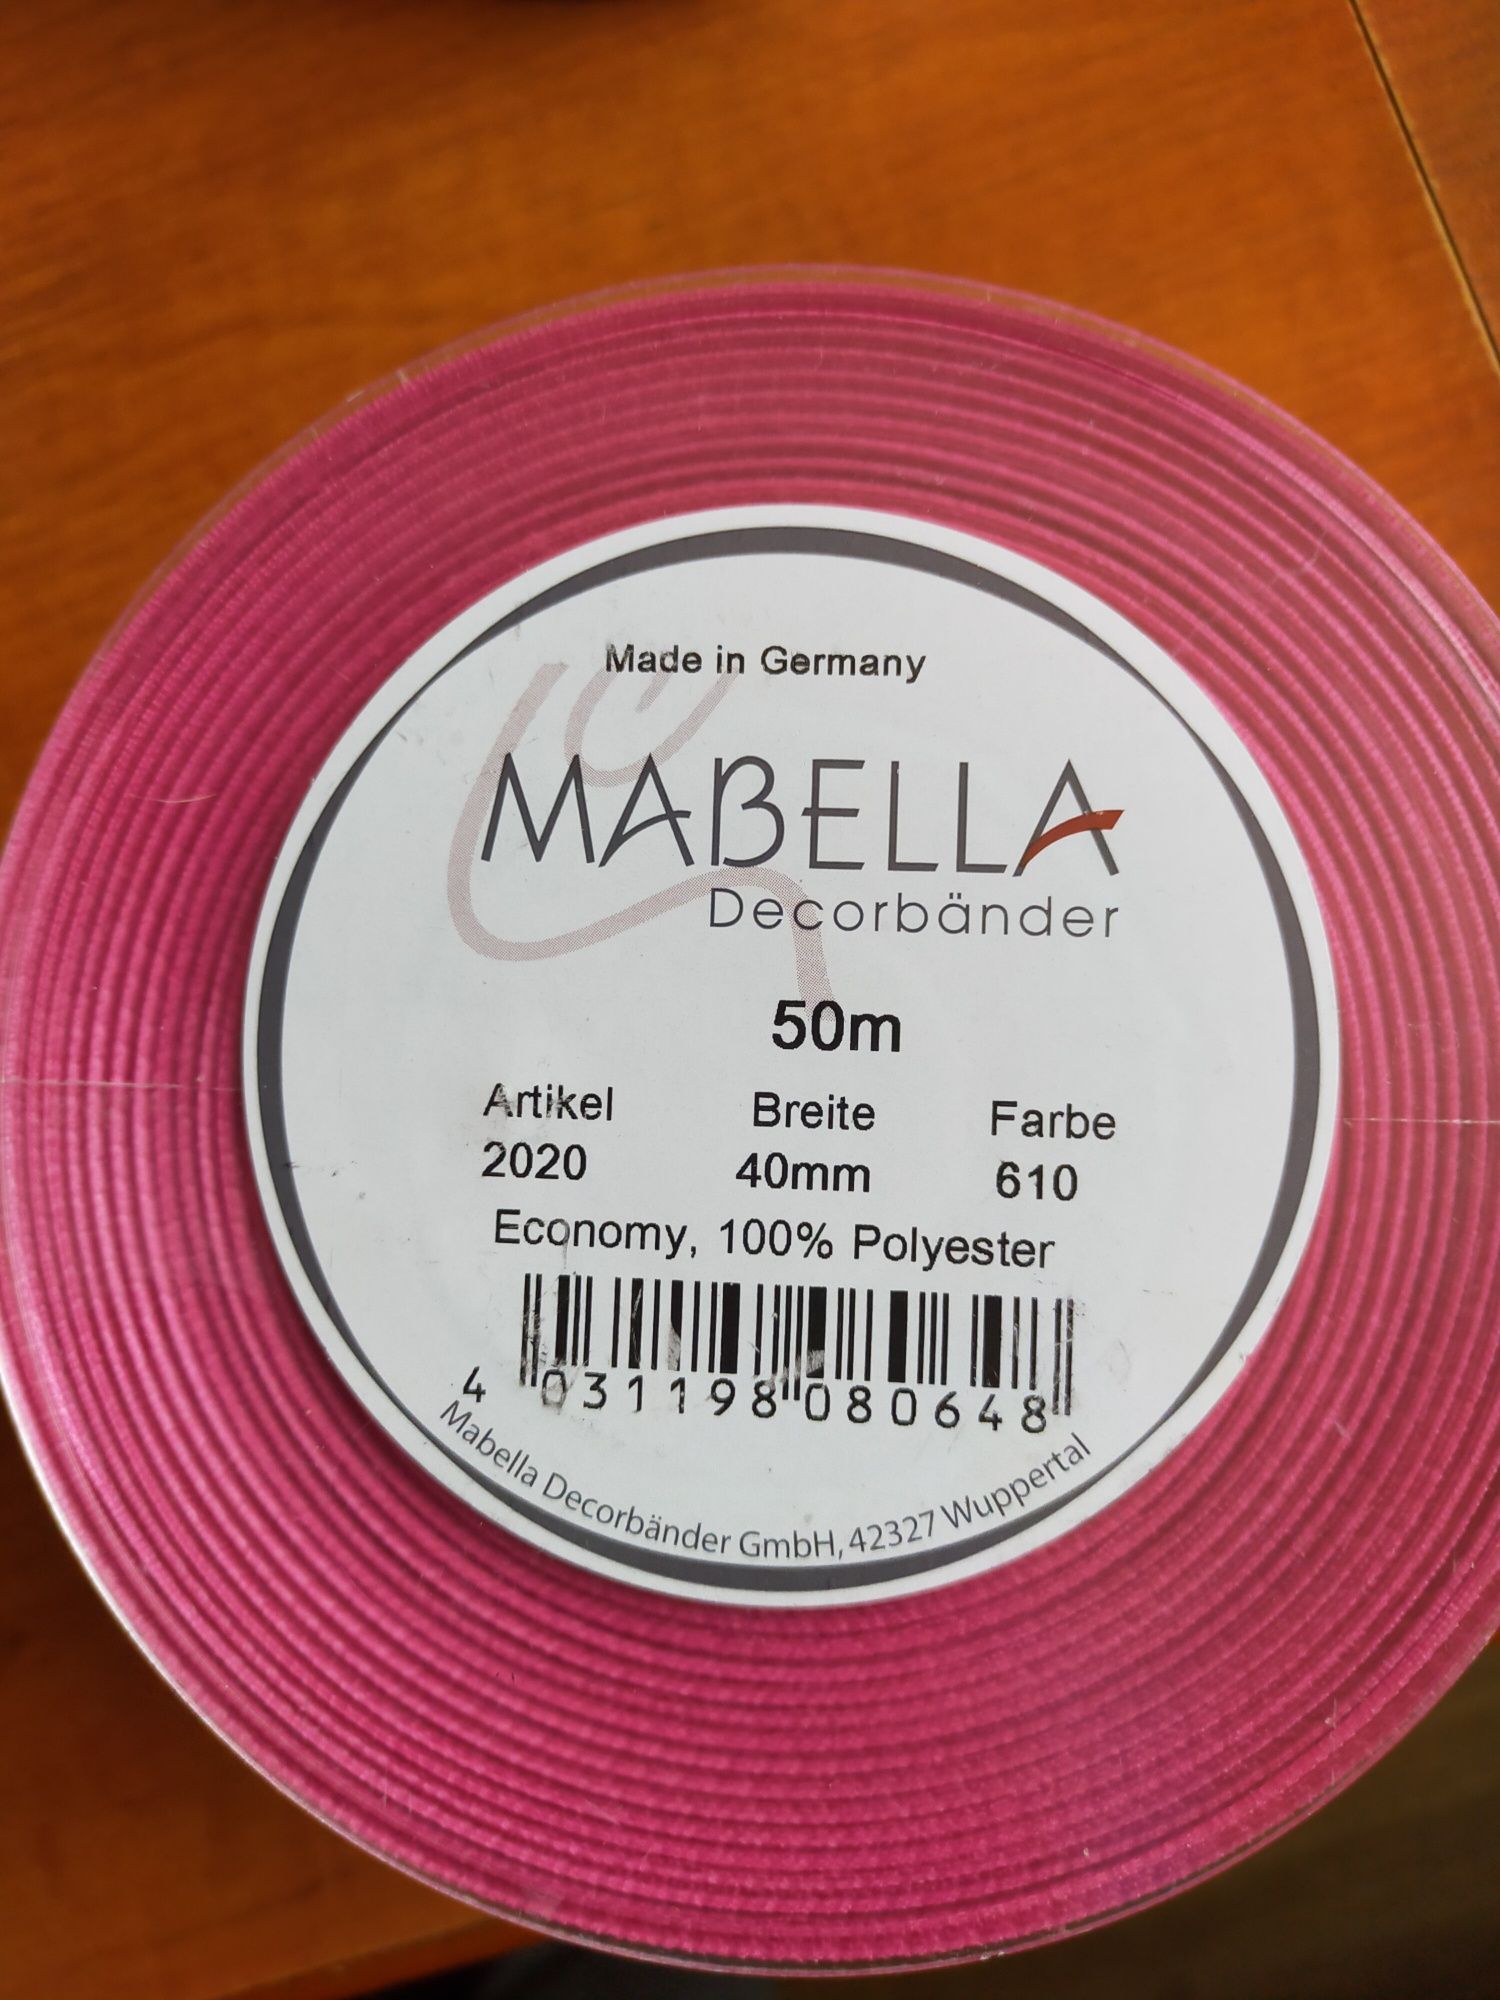 Made in Germany
MABELLA
Decorbänder
50m
Artikel Breite Farbe
2020 40mm 610
Economy, 100% Polyester
4 031198 080648
Mabella Decorbänder GmbH, 42327 Wuppertal